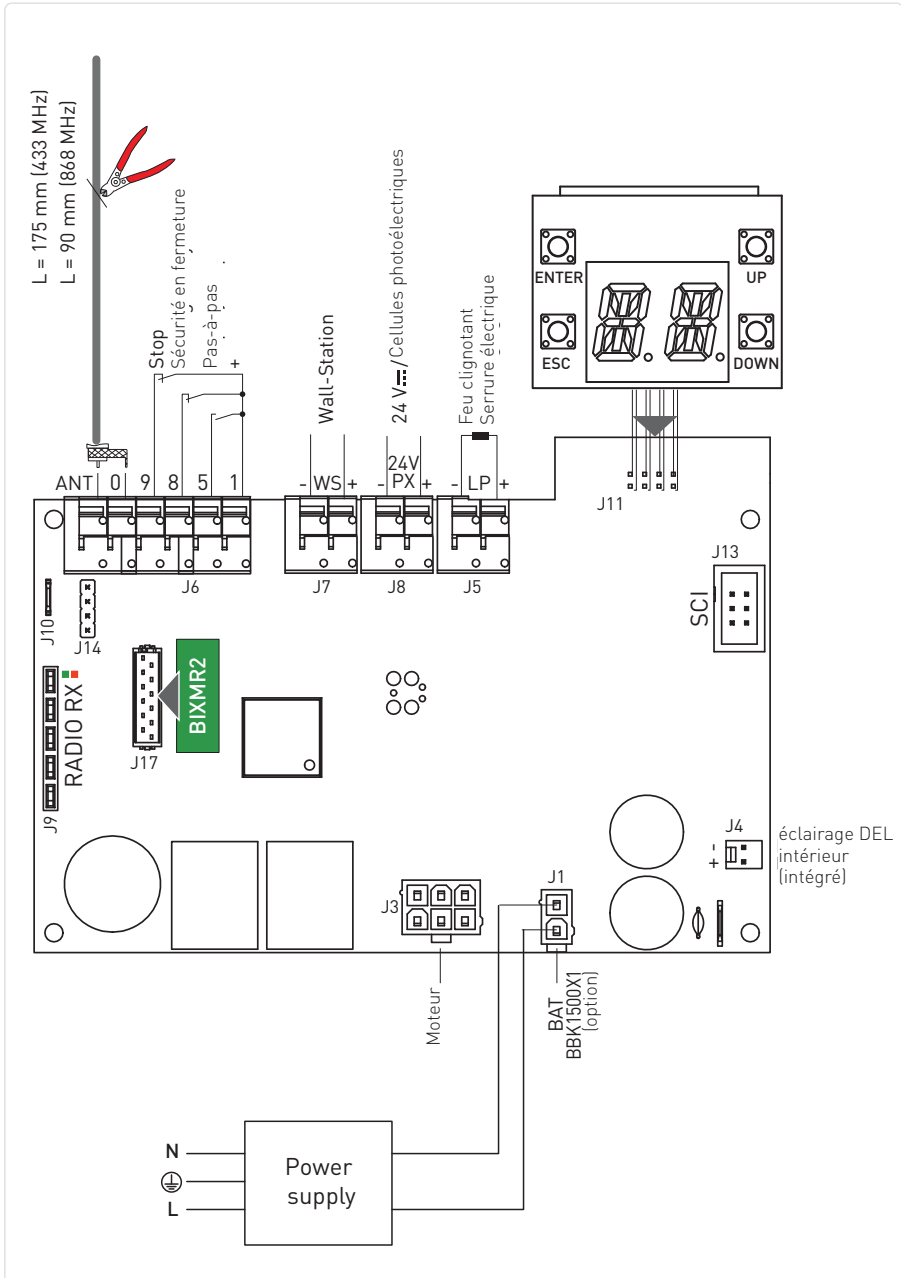 L = 175 mm (433 MHz)
L = 90 mm (868 MHz)
Stop
Sécurité en fermeture
Pas-à-pas
+
Wall-Station
24 V /Cellules photoélectriques
Feu clignotant
Serrure électrique
ENTER
UP
ESC
DOWN
ANT 0 9 8 5 1
- WS +
24V
- PX +
- LP +
J6
J7
J8
J5
J11
J13
SCI
J10
J14
RADIO RX
J9
J17
BIXMR2
J4
- +
éclairage DEL
intérieur
(intégré)
J3
J1
Moteur
BAT
BBK1500X1
(option)
N
L
Power
supply